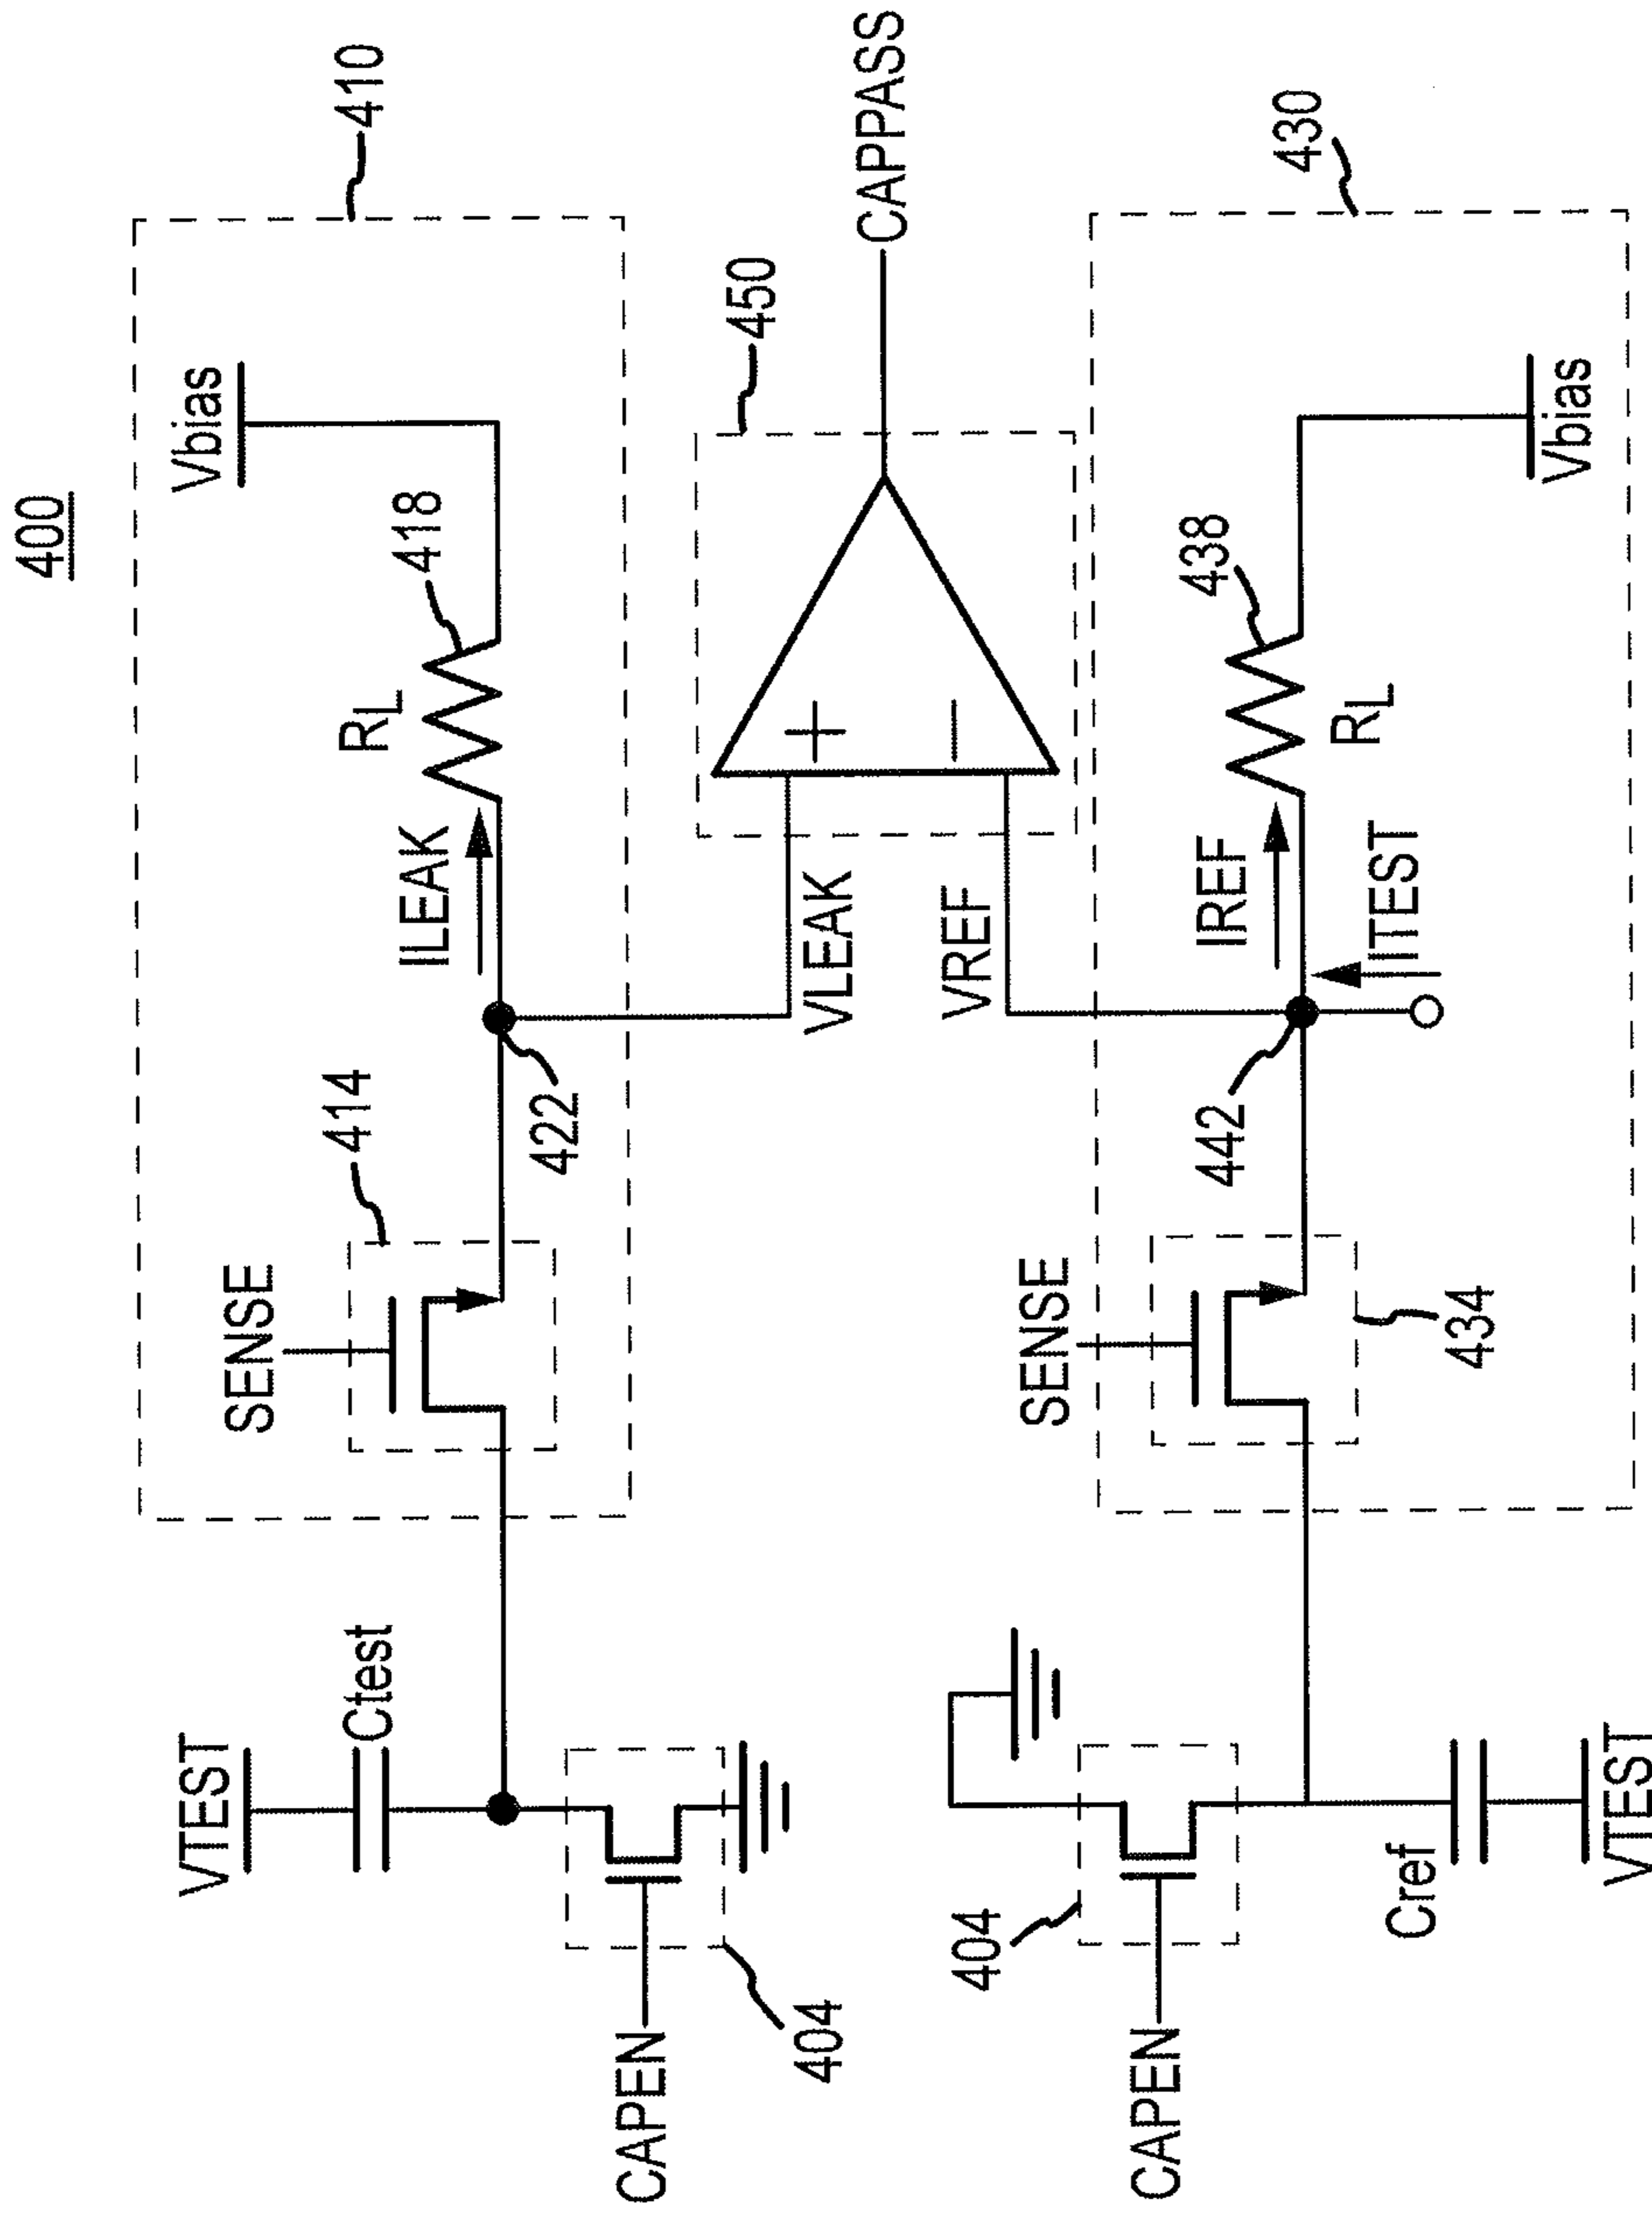 400
410
Vbias
418
RL
ILEAK
422
414
SENSE
VTEST
Ctest
CAPEN
404
450
+
−
VLEAK
VREF
CAPPASS
430
438
RL
IREF
ITEST
Vbias
442
SENSE
434
404
CAPEN
Cref
VTEST